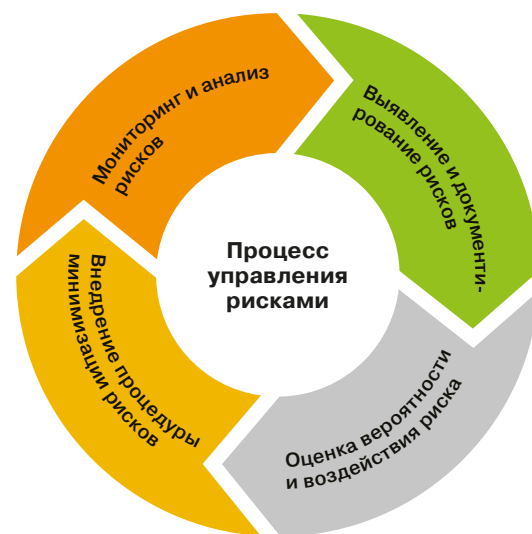 Процесс
управления
рисками
Выявление и документи-
рование рисков
Оценка вероятности
и воздействия риска
Внедрение процедуры
минимизации рисков
Мониторинг и анализ
рисков